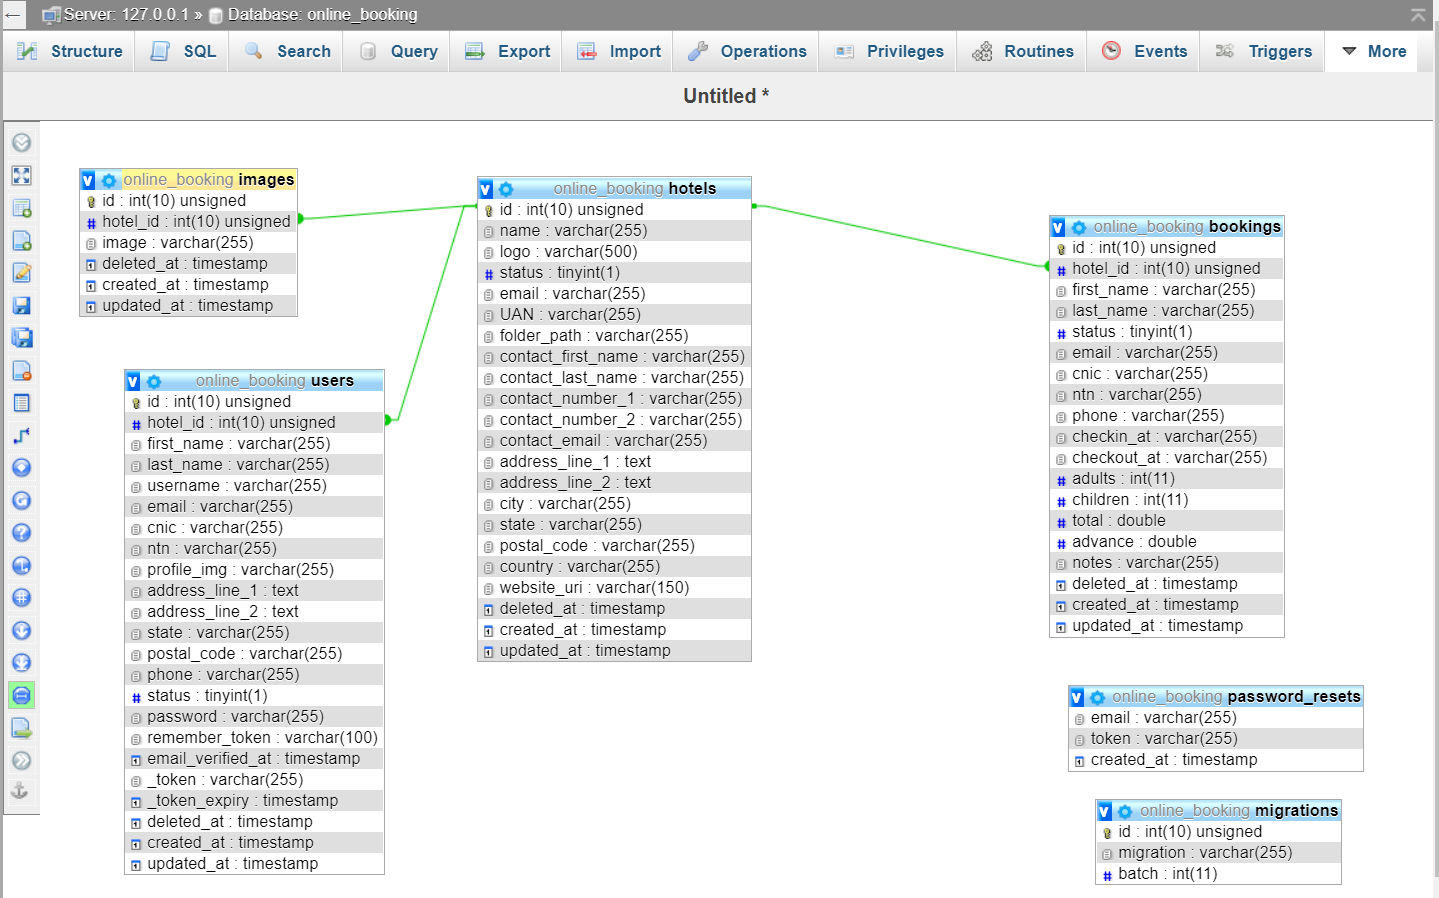 Server: 127.0.0.1 » Database: online_booking
Structure SQL Search Query Export Import Operations Privileges Routines Events Triggers More
Untitled *
online_booking images
id : int(10) unsigned
hotel_id : int(10) unsigned
image : varchar(255)
deleted_at : timestamp
created_at : timestamp
updated_at : timestamp
online_booking users
id : int(10) unsigned
hotel_id : int(10) unsigned
first_name : varchar(255)
last_name : varchar(255)
username : varchar(255)
email : varchar(255)
cnic : varchar(255)
ntn : varchar(255)
profile_img : varchar(255)
address_line_1 : text
address_line_2 : text
state : varchar(255)
postal_code : varchar(255)
phone : varchar(255)
status : tinyint(1)
password : varchar(255)
remember_token : varchar(100)
email_verified_at : timestamp
_token : varchar(255)
_token_expiry : timestamp
deleted_at : timestamp
created_at : timestamp
updated_at : timestamp
online_booking hotels
id : int(10) unsigned
name : varchar(255)
logo : varchar(500)
status : tinyint(1)
email : varchar(255)
UAN : varchar(255)
folder_path : varchar(255)
contact_first_name : varchar(255)
contact_last_name : varchar(255)
contact_number_1 : varchar(255)
contact_number_2 : varchar(255)
contact_email : varchar(255)
address_line_1 : text
address_line_2 : text
city : varchar(255)
state : varchar(255)
postal_code : varchar(255)
country : varchar(255)
website_uri : varchar(150)
deleted_at : timestamp
created_at : timestamp
updated_at : timestamp
online_booking bookings
id : int(10) unsigned
hotel_id : int(10) unsigned
first_name : varchar(255)
last_name : varchar(255)
status : tinyint(1)
email : varchar(255)
cnic : varchar(255)
ntn : varchar(255)
phone : varchar(255)
checkin_at : varchar(255)
checkout_at : varchar(255)
adults : int(11)
children : int(11)
total : double
advance : double
notes : varchar(255)
deleted_at : timestamp
created_at : timestamp
updated_at : timestamp
online_booking password_resets
email : varchar(255)
token : varchar(255)
created_at : timestamp
online_booking migrations
id : int(10) unsigned
migration : varchar(255)
batch : int(11)